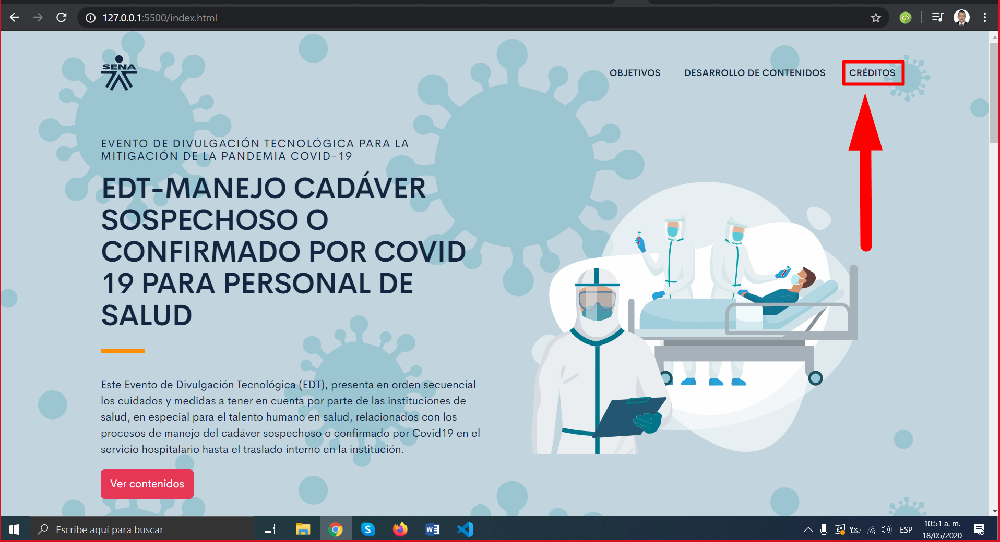 127.0.0.1:5500/index.html
SENA
OBJETIVOS
DESARROLLO DE CONTENIDOS
CRÉDITOS
EVENTO DE DIVULGACIÓN TECNOLÓGICA PARA LA
MITIGACIÓN DE LA PANDEMIA COVID-19
EDT-MANEJO CADÁVER
SOSPECHOSO O
CONFIRMADO POR COVID
19 PARA PERSONAL DE
SALUD
Este Evento de Divulgación Tecnológica (EDT), presenta en orden secuencial
los cuidados y medidas a tener en cuenta por parte de las instituciones de
salud, en especial para el talento humano en salud, relacionados con los
procesos de manejo del cadáver sospechoso o confirmado por Covid19 en el
servicio hospitalario hasta el traslado interno en la institución.
Ver contenidos
Escribe aquí para buscar
ESP
10:51 a. m.
18/05/2020